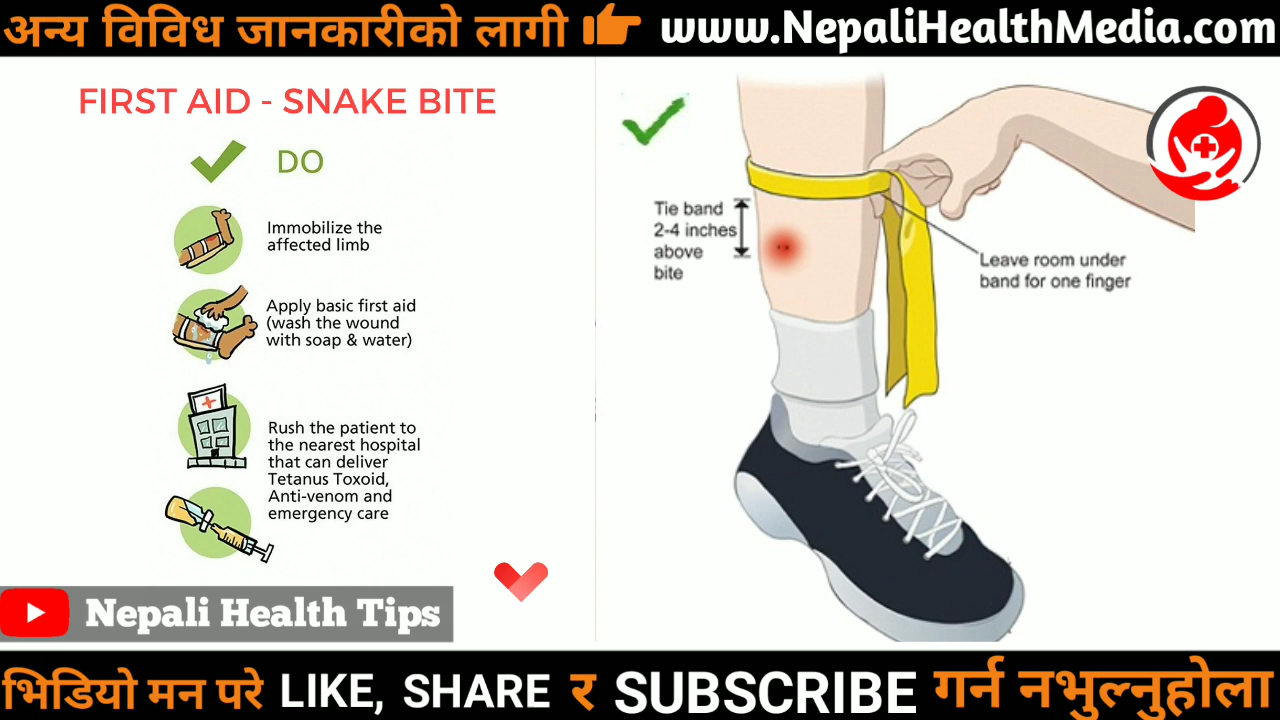 अन्य विविध जानकारीको लागी www.NepaliHealthMedia.com
FIRST AID - SNAKE BITE
DO
Immobilize the
affected limb
Apply basic first aid
(wash the wound
with soap & water)
Rush the patient to
the nearest hospital
that can deliver
Tetanus Toxoid,
Anti-venom and
emergency care
Tie band
2-4 inches
above
bite
Leave room under
band for one finger
Nepali Health Tips
भिडियो मन परे LIKE, SHARE र SUBSCRIBE गर्न नभुल्नुहोला